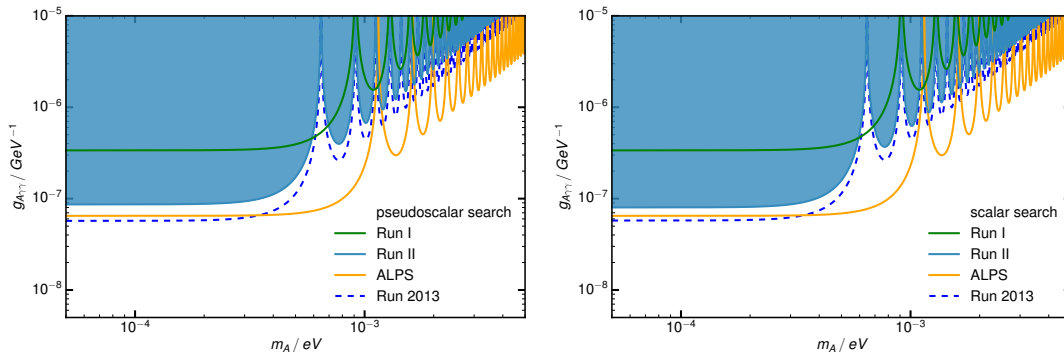 10⁻⁵
10⁻⁶
10⁻⁷
10⁻⁸
g_Aγγ / GeV⁻¹
pseudoscalar search
Run I
Run II
ALPS
Run 2013
10⁻⁴ 10⁻³
m_A / eV
10⁻⁵
10⁻⁶
10⁻⁷
10⁻⁸
g_Aγγ / GeV⁻¹
scalar search
Run I
Run II
ALPS
Run 2013
10⁻⁴ 10⁻³
m_A / eV